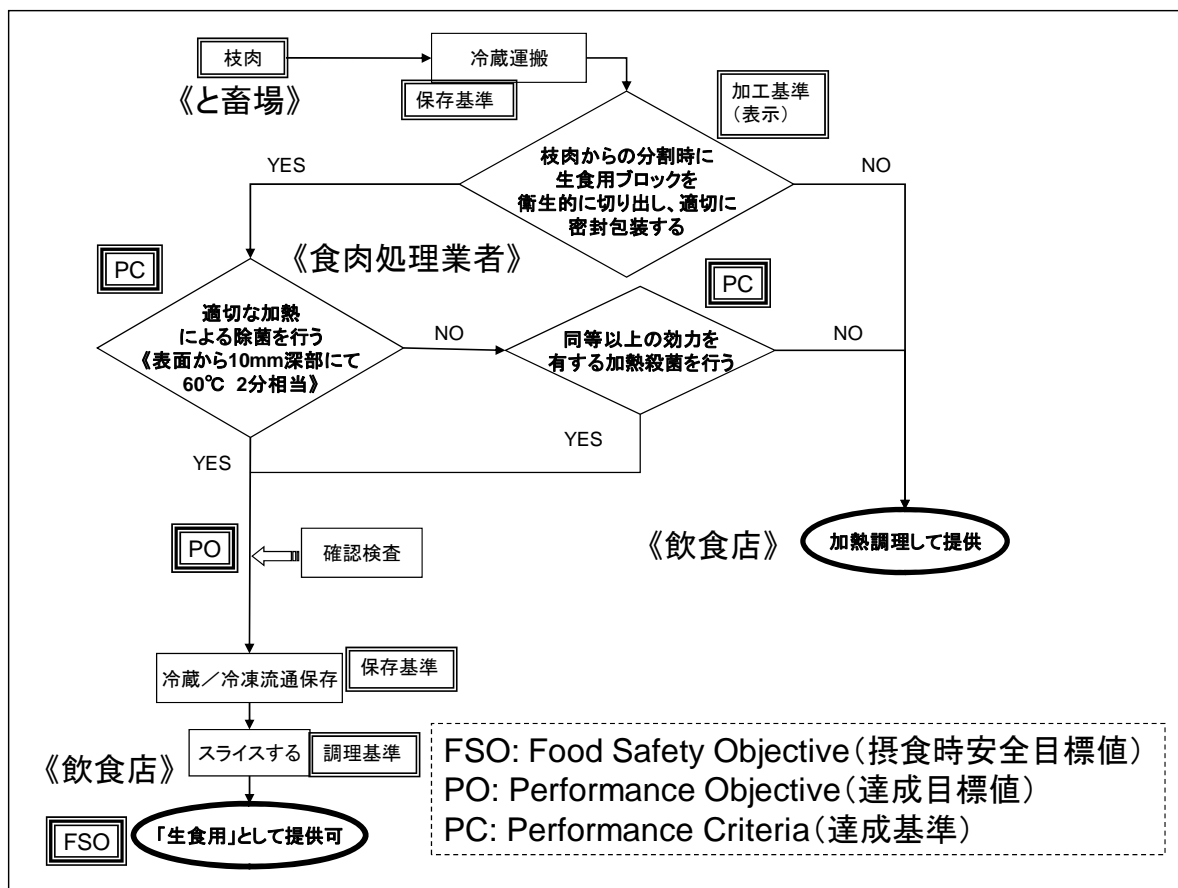 枝肉
冷蔵運搬
《と畜場》
保存基準
加工基準
（表示）
枝肉からの分割時に
生食用ブロックを
衛生的に切り出し、適切に
密封包装する
YES
NO
《食肉処理業者》
PC
PC
適切な加熱
による除菌を行う
《表面から10mm深部にて
60℃ 2分相当》
NO
同等以上の効力を
有する加熱殺菌を行う
NO
YES
YES
PO
確認検査
《飲食店》
加熱調理して提供
冷蔵／冷凍流通保存
保存基準
《飲食店》
スライスする
調理基準
FSO
「生食用」として提供可
FSO: Food Safety Objective（摂食時安全目標値）
PO: Performance Objective（達成目標値）
PC: Performance Criteria（達成基準）